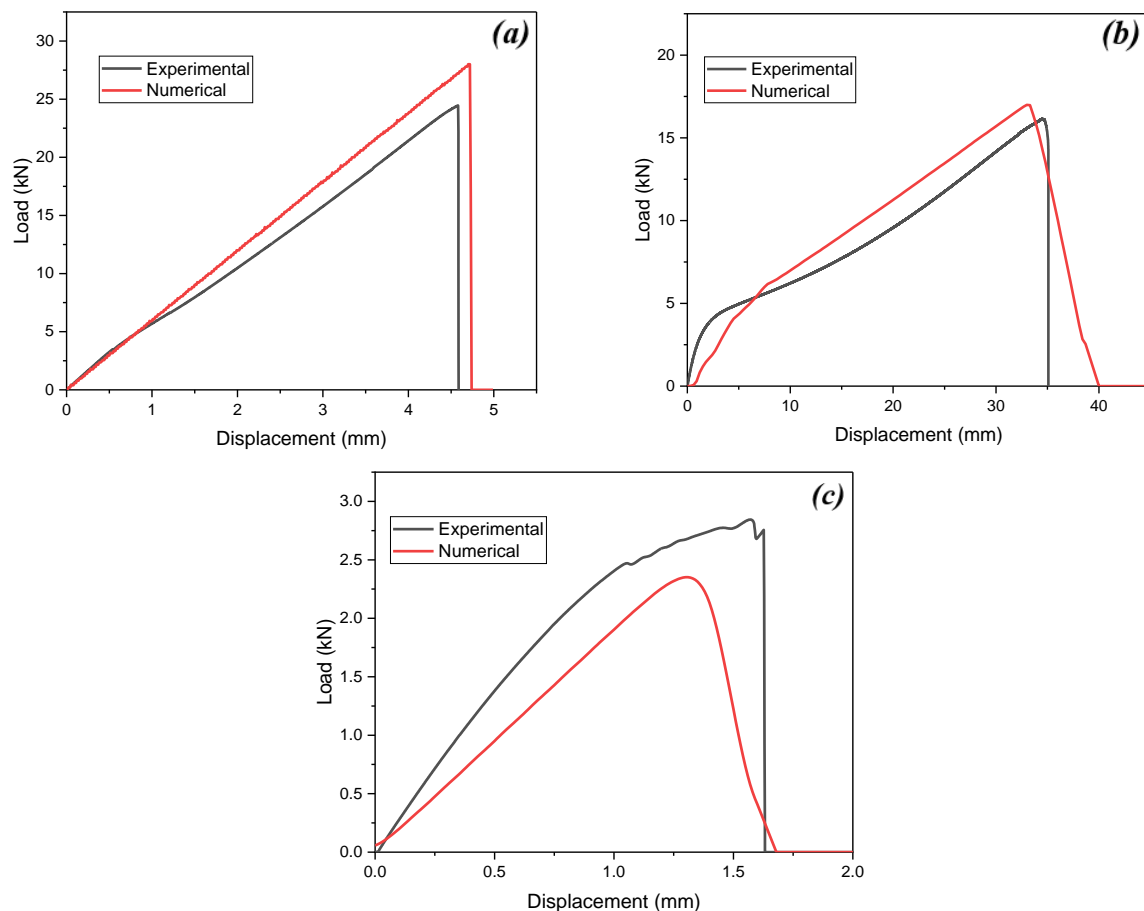 (a)
30
25
20
15
10
5
0
Load (kN)
Experimental
Numerical
0 1 2 3 4 5
Displacement (mm)
(b)
20
15
10
5
0
Load (kN)
Experimental
Numerical
0 10 20 30 40
Displacement (mm)
(c)
3.0
2.5
2.0
1.5
1.0
0.5
0.0
Load (kN)
Experimental
Numerical
0.0 0.5 1.0 1.5 2.0
Displacement (mm)